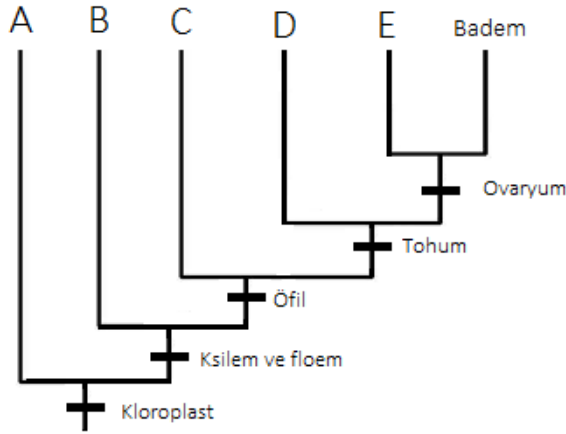 A B C D E Badem
Ovaryum
Tohum
Öfil
Ksilem ve floem
Kloroplast